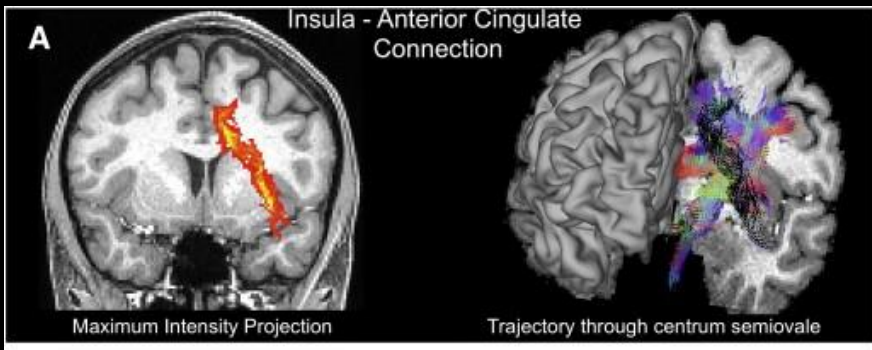 A
Insula - Anterior Cingulate
Connection
Maximum Intensity Projection
Trajectory through centrum semiovale